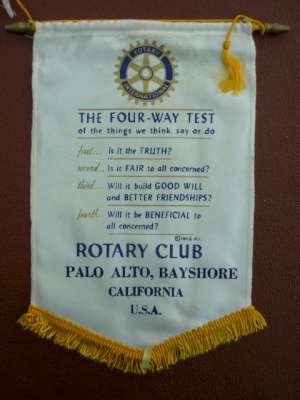 ROTARY
INTERNATIONAL
THE FOUR-WAY TEST
of the things we think, say or do
first... Is it the TRUTH?
second... Is it FAIR to all concerned?
third... Will it build GOOD WILL
and BETTER FRIENDSHIPS?
fourth... Will it be BENEFICIAL to
all concerned?
ROTARY CLUB
PALO ALTO, BAYSHORE
CALIFORNIA
U.S.A.